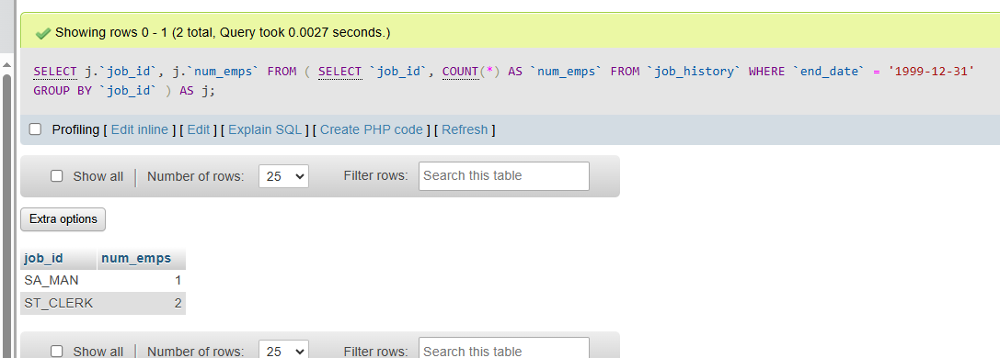 Showing rows 0 - 1 (2 total, Query took 0.0027 seconds.)
SELECT j.`job_id`, j.`num_emps` FROM ( SELECT `job_id`, COUNT(*) AS `num_emps` FROM `job_history` WHERE `end_date` = '1999-12-31'
GROUP BY `job_id` ) AS j;
Profiling [ Edit inline ] [ Edit ] [ Explain SQL ] [ Create PHP code ] [ Refresh ]
Show all Number of rows: 25 Filter rows: Search this table
Extra options
job_id num_emps
SA_MAN 1
ST_CLERK 2
Show all Number of rows: 25 Filter rows: Search this table